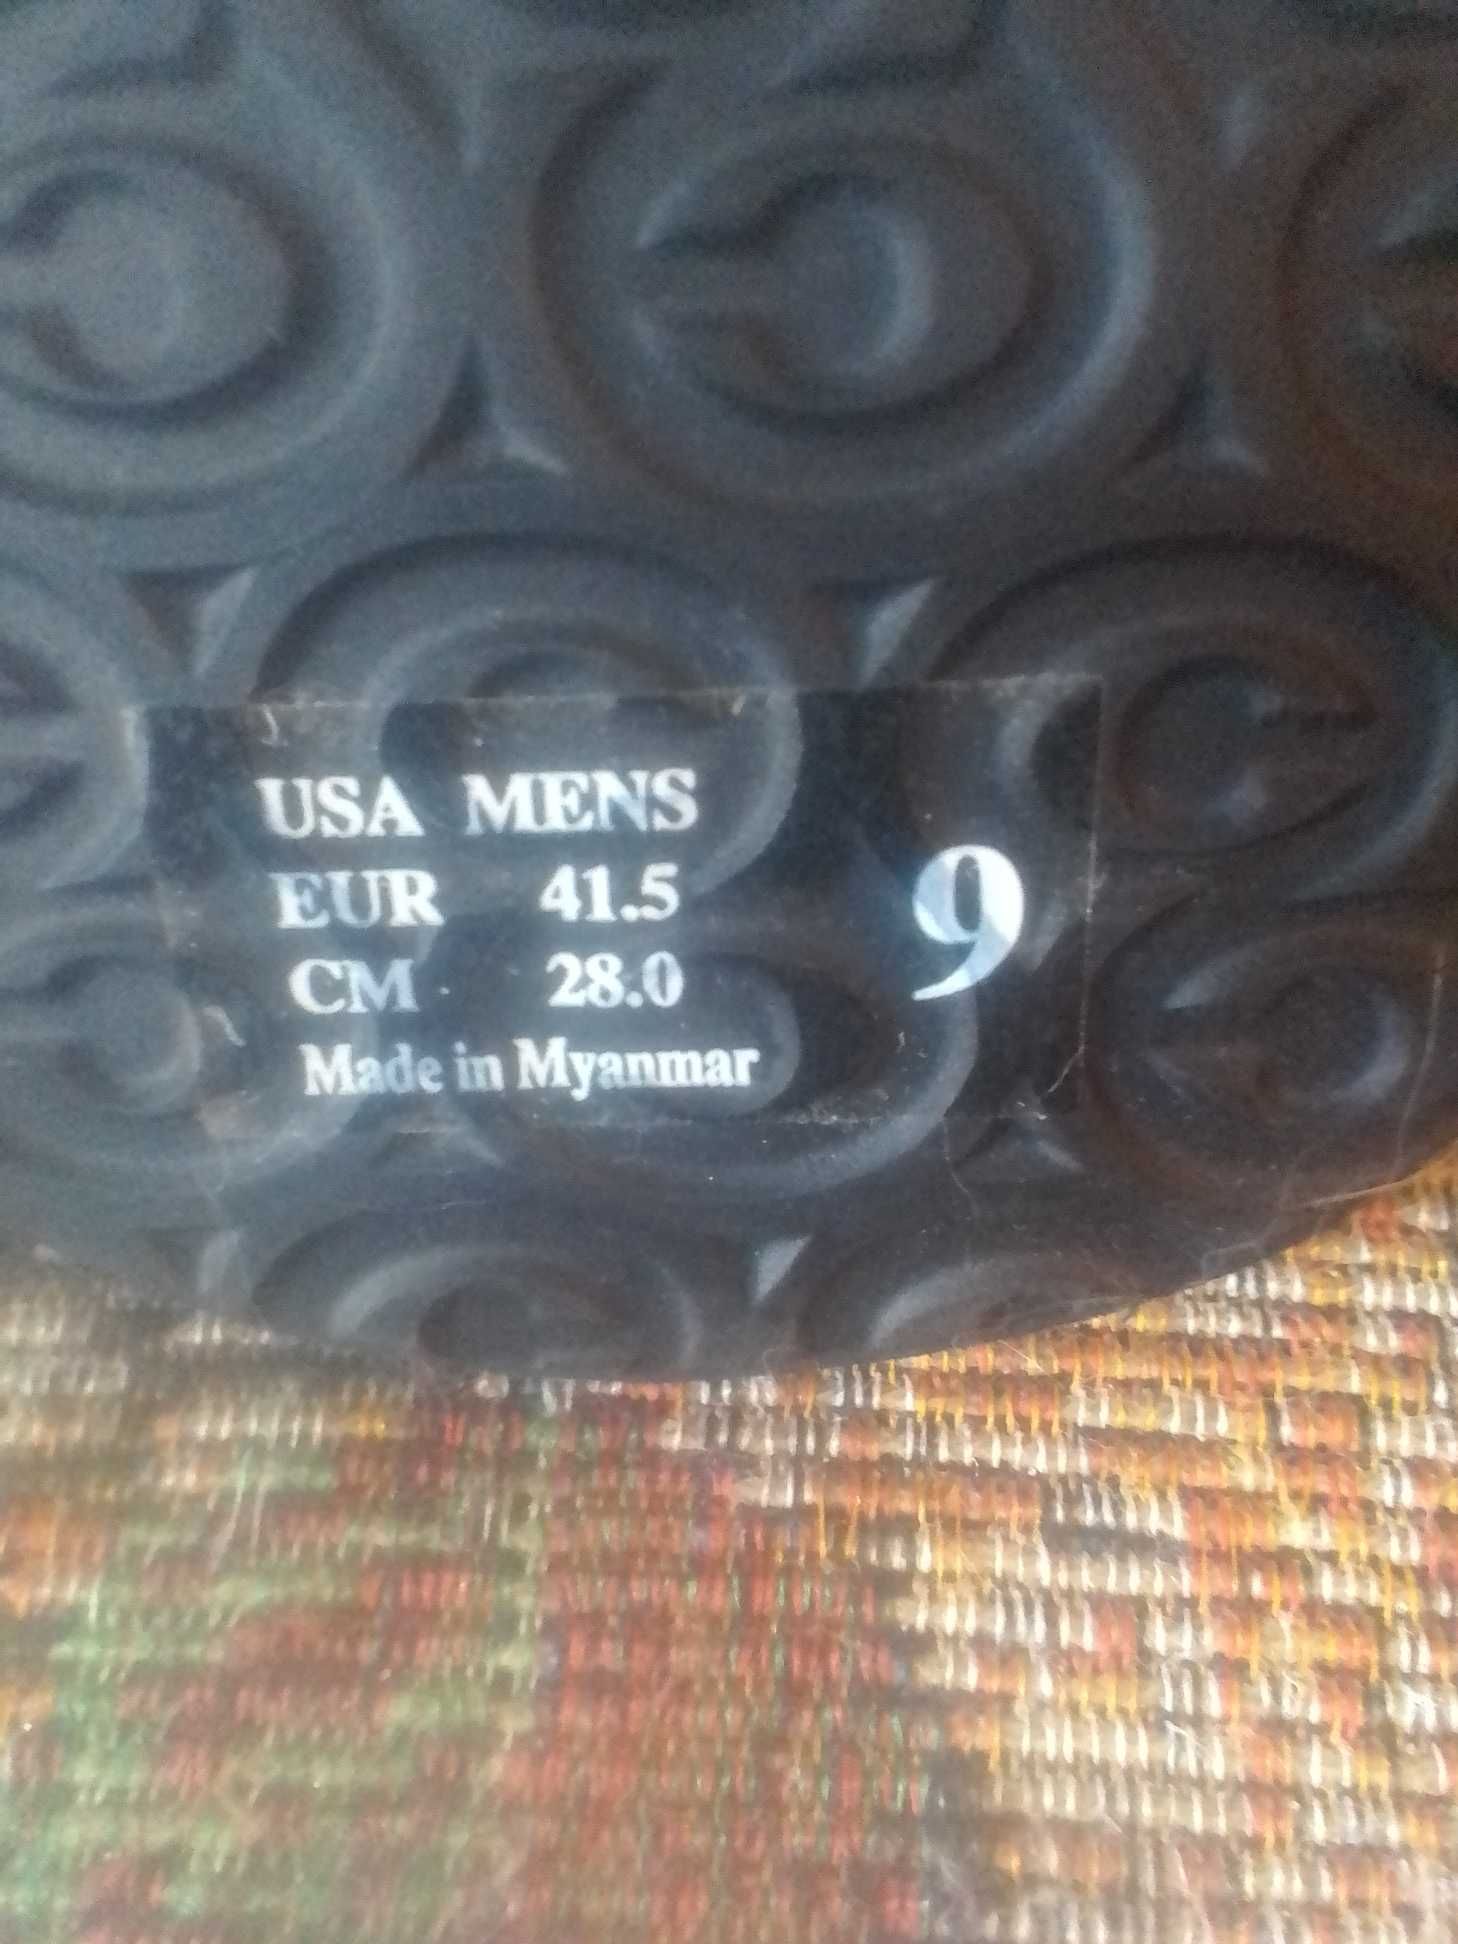 USA MENS
EUR 41.5
CM 28.0
9
Made in Myanmar